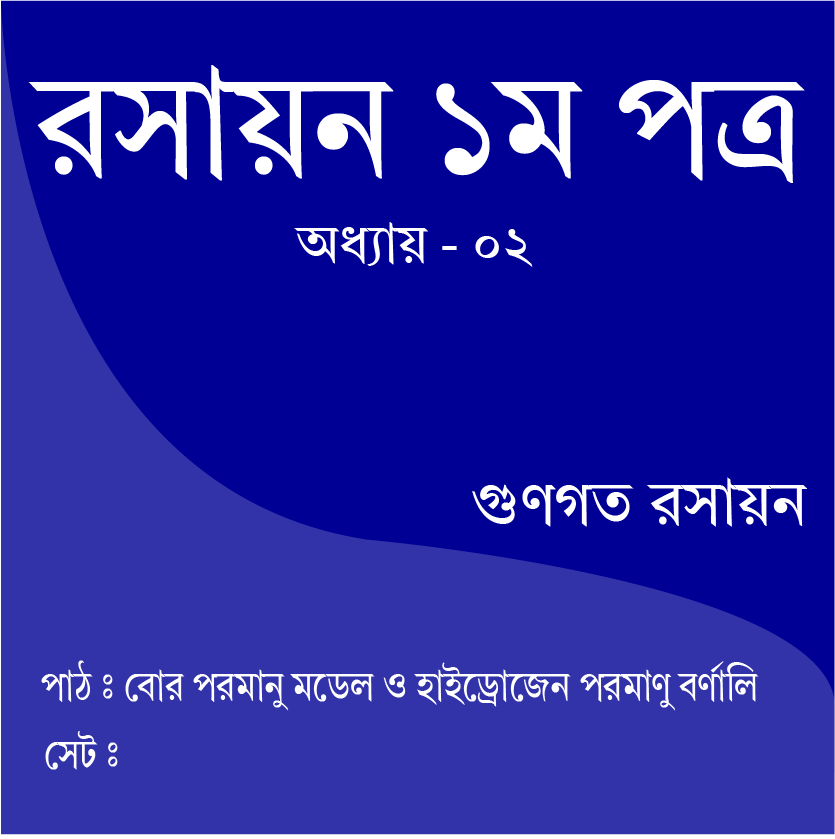 রসায়ন ১ম পত্র
অধ্যায় - ০২
গুণগত রসায়ন
পাঠ ঃ বোর পরমানু মডেল ও হাইড্রোজেন পরমাণু বর্ণালি
সেট ঃ